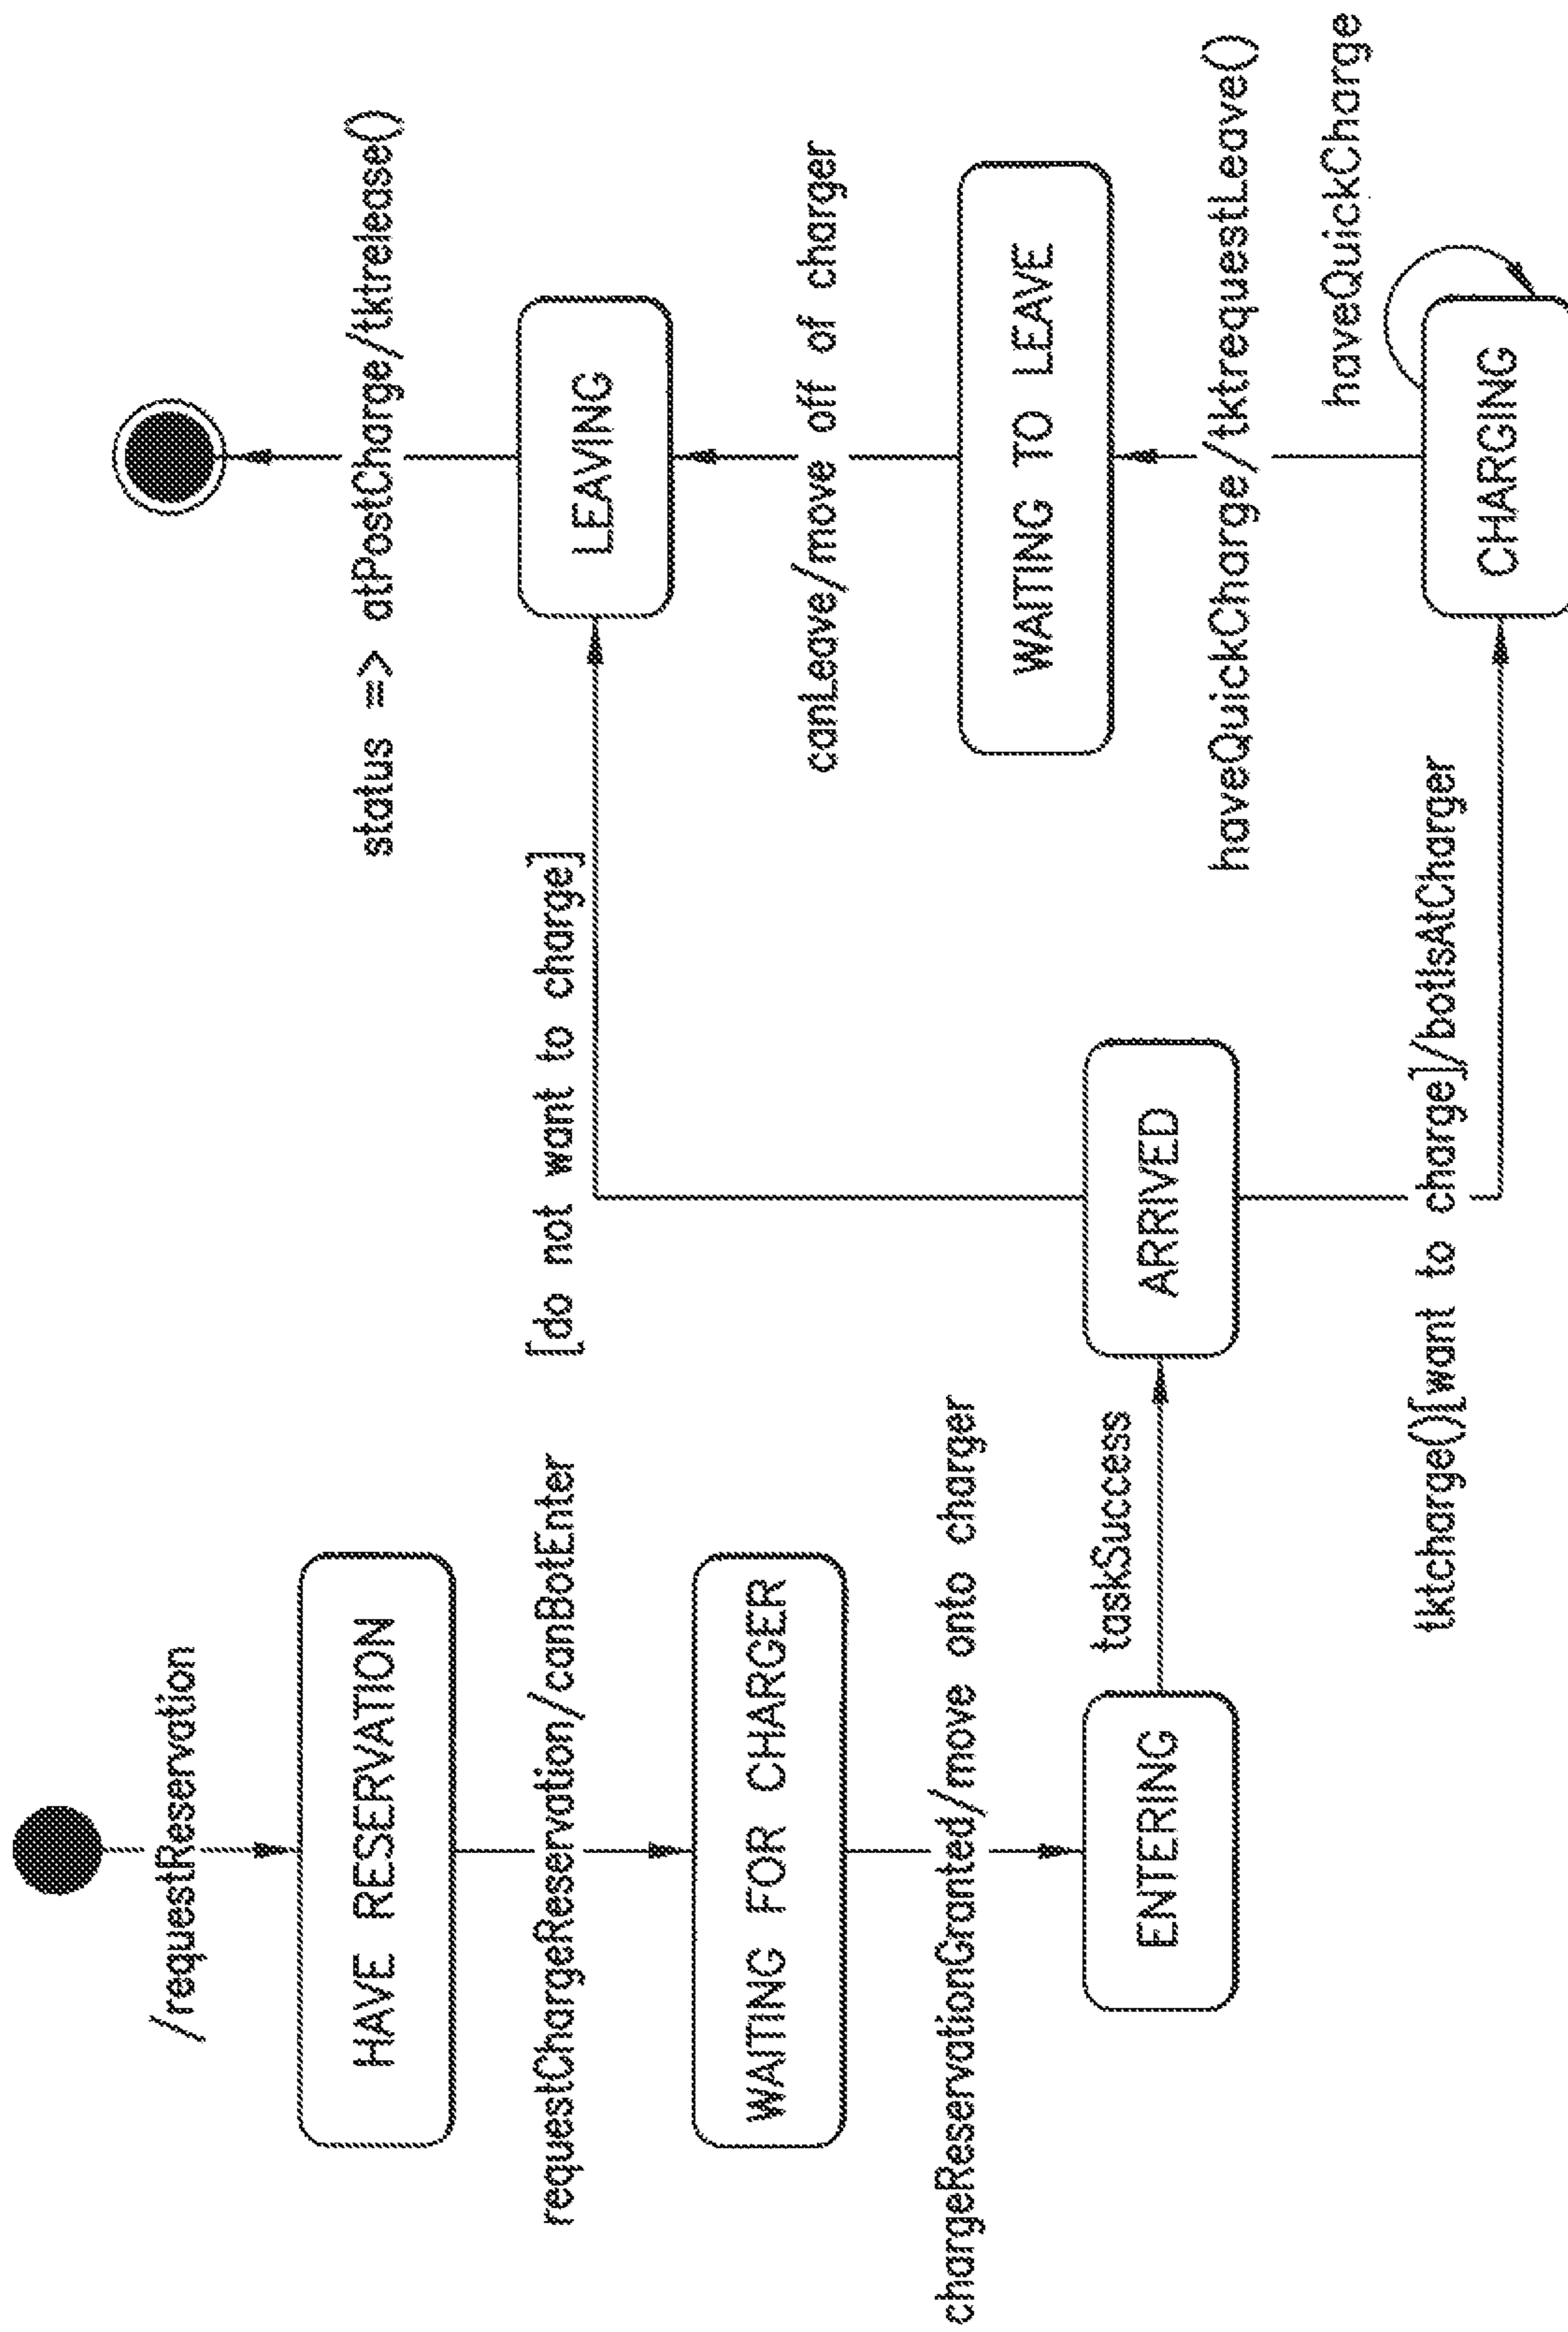 /requestReservation
HAVE RESERVATION
requestChargeReservation/canBotEnter
WAITING FOR CHARGER
chargeReservationGranted/move onto charger
ENTERING
taskSuccess
ARRIVED
[do not want to charge]
tktcharge()[want to charge]/botIsAtCharger
status => atPostCharge/tktrelease()
LEAVING
canLeave/move off of charger
WAITING TO LEAVE
haveQuickCharge/tktrequestLeave()
haveQuickCharge
CHARGING